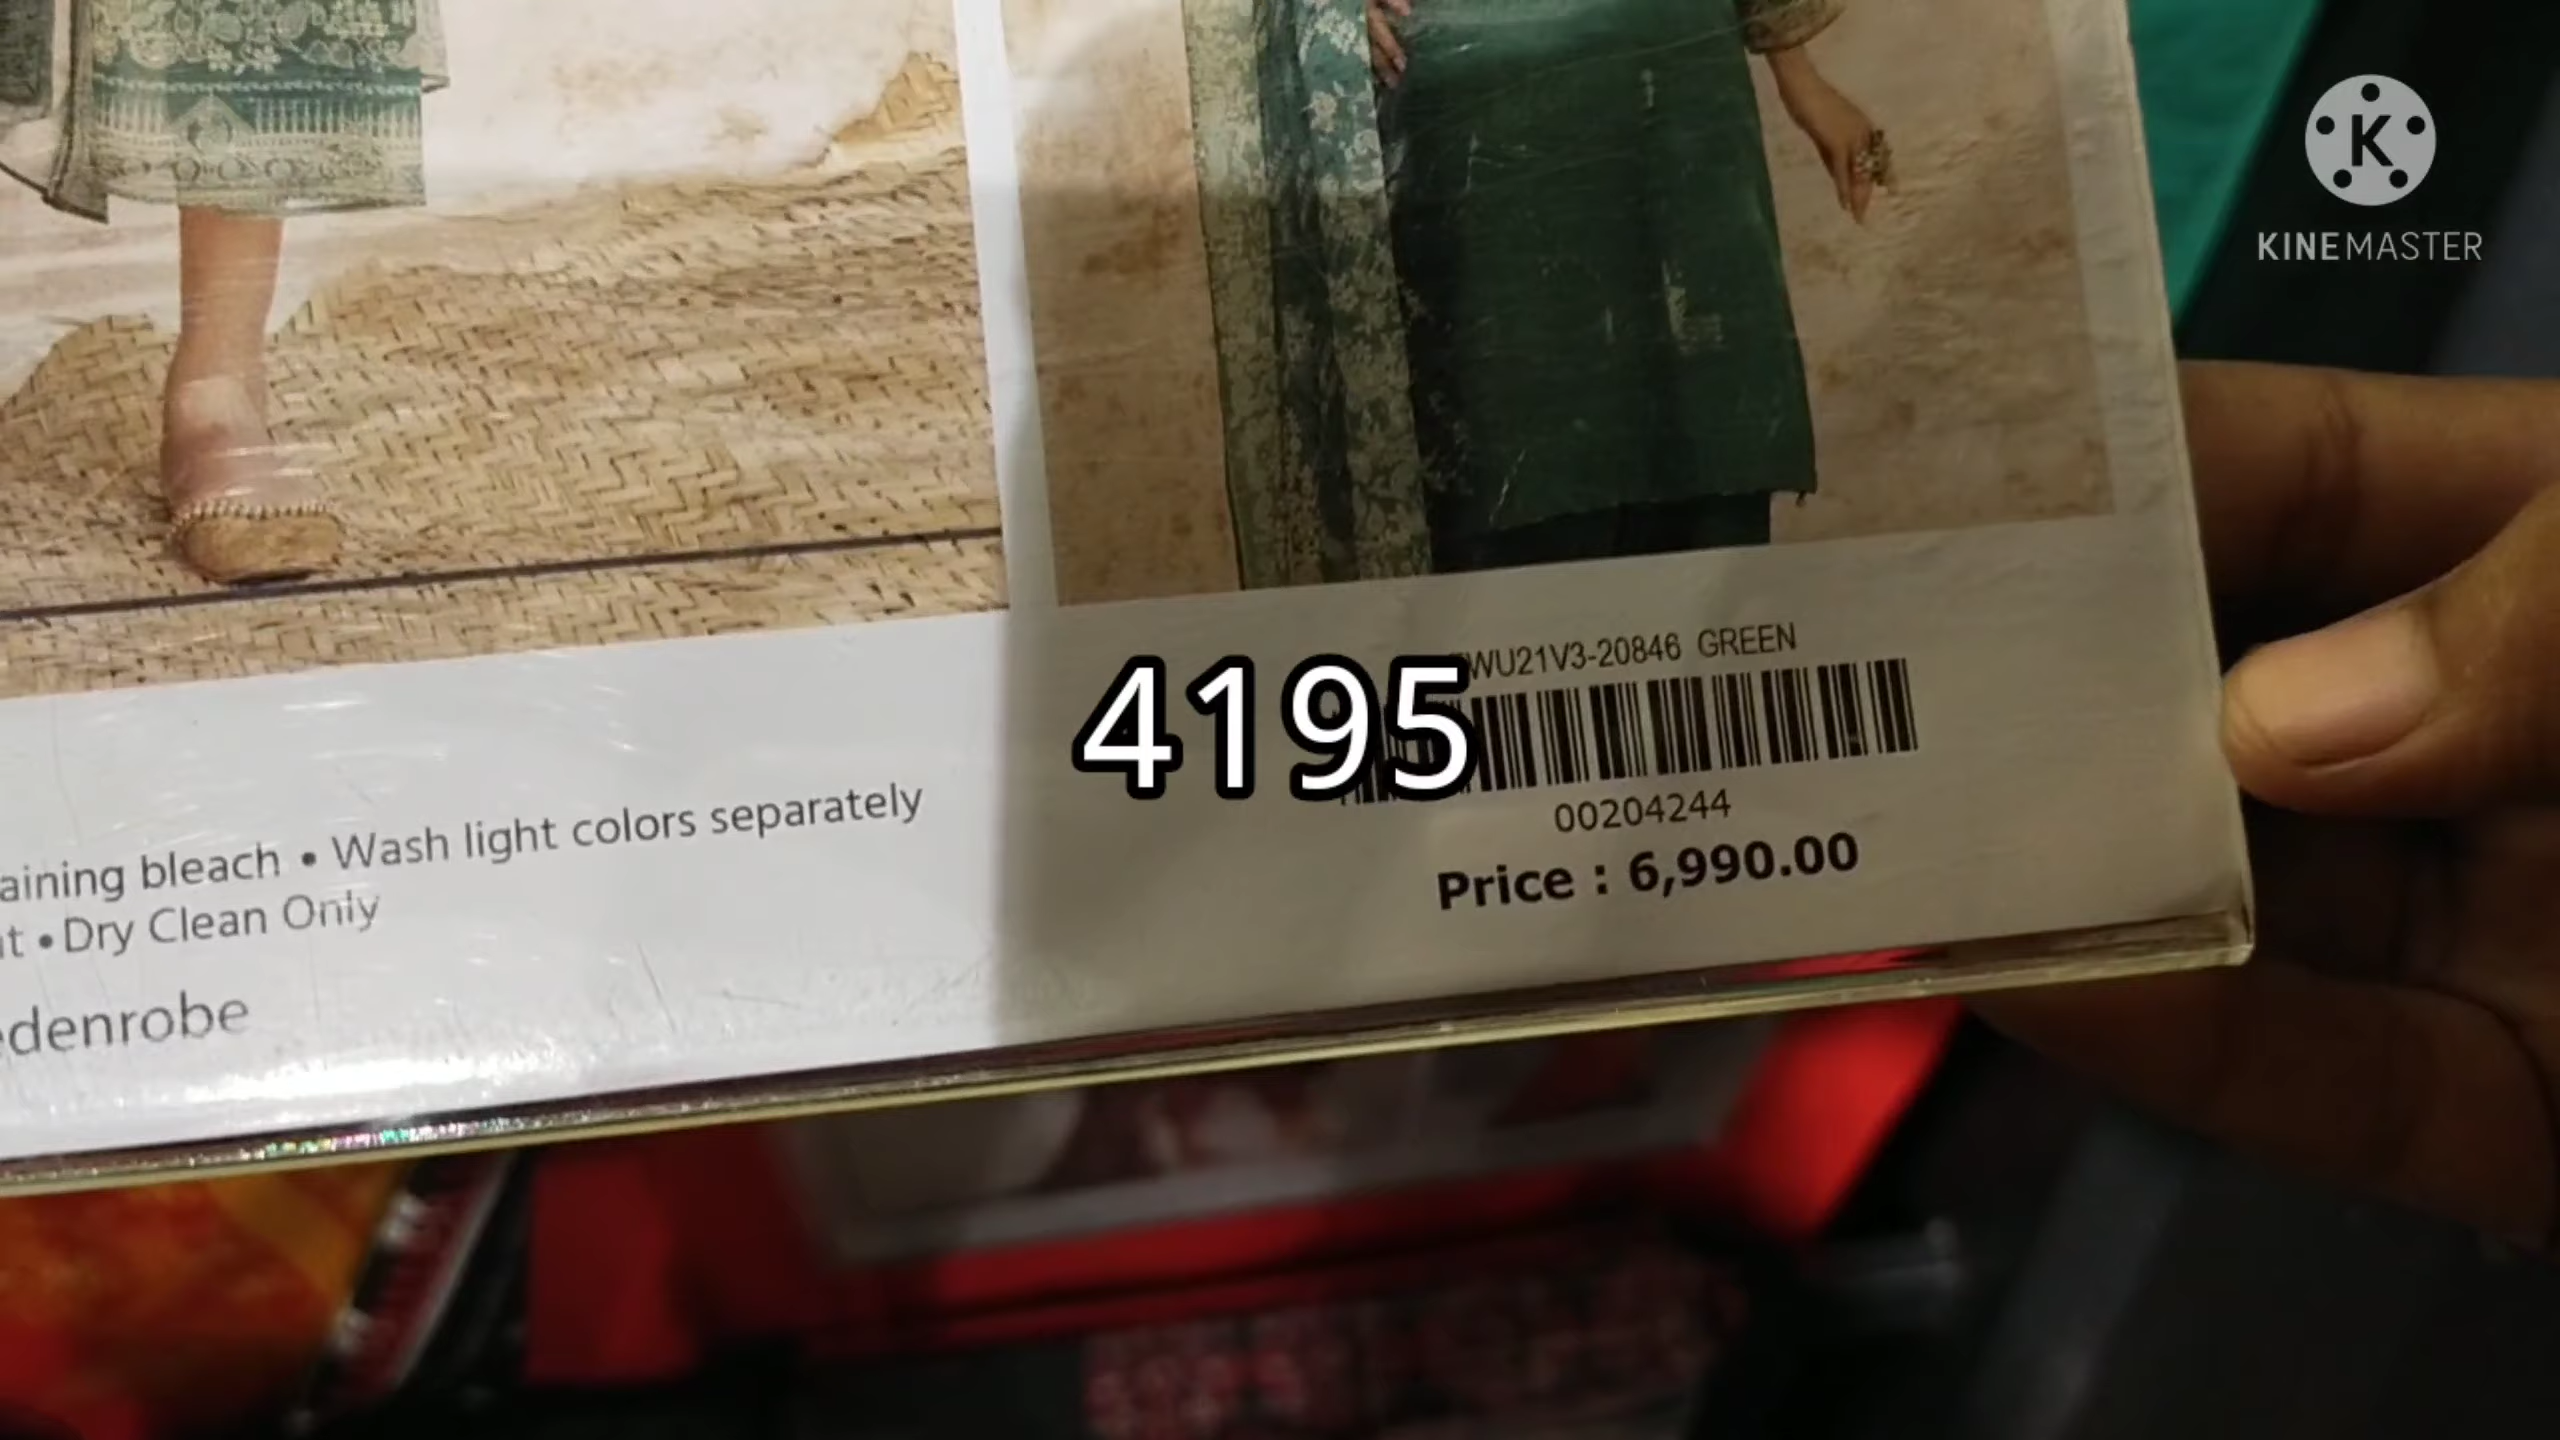 KINEMASTER
WU21V3-20846 GREEN
4195
00204244
Price : 6,990.00
aining bleach • Wash light colors separately
• Dry Clean Only
edenrobe